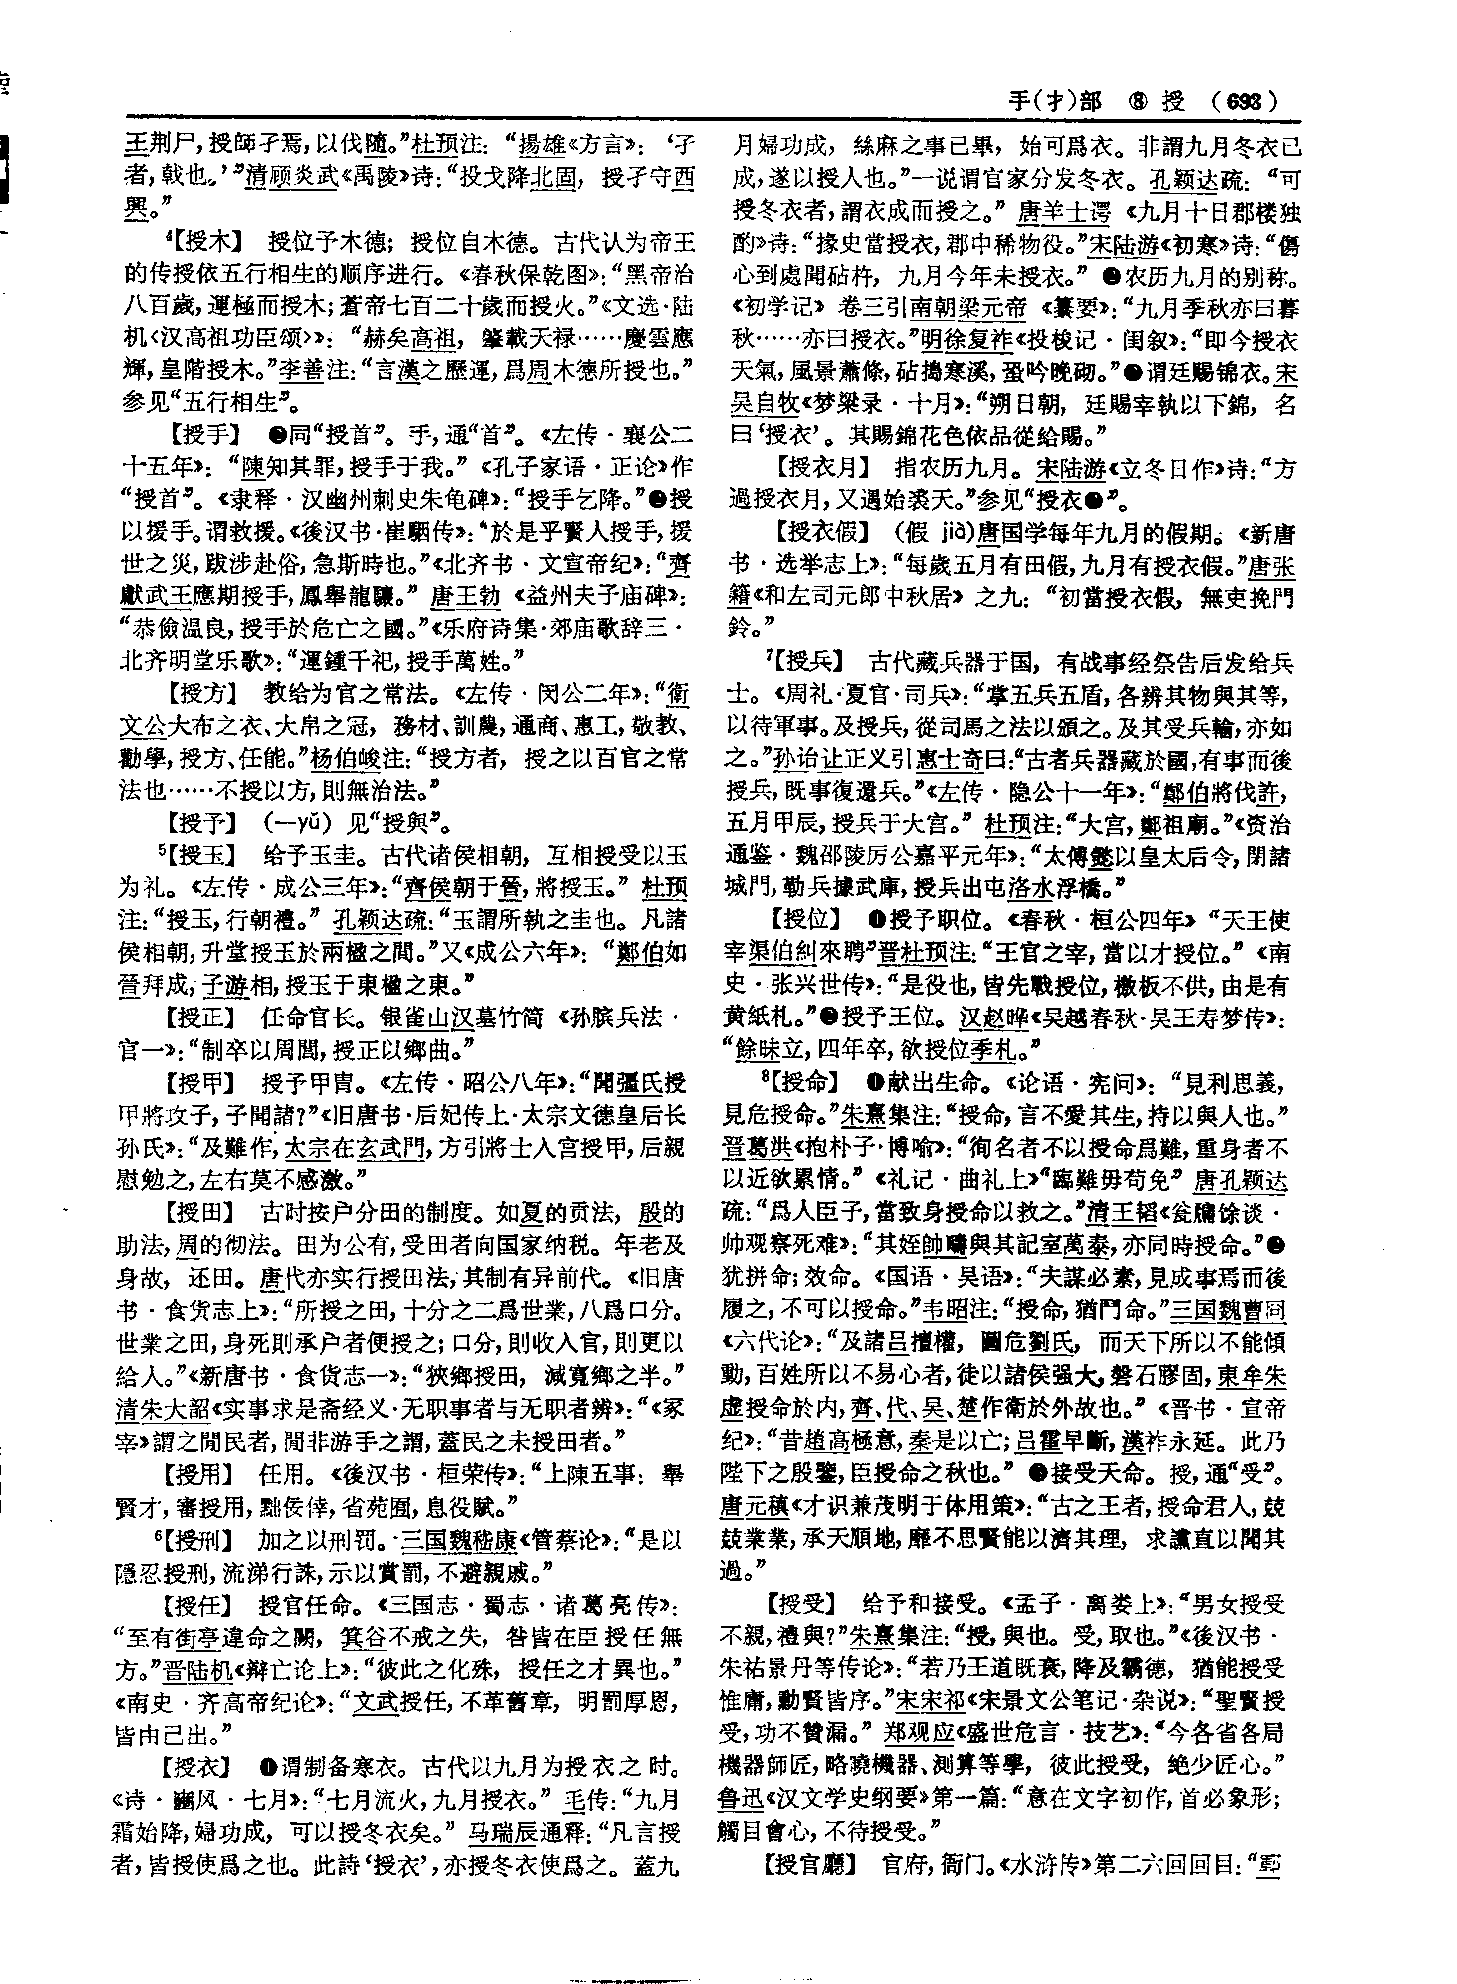 手(扌)部 ⑧ 授 (693)
王荆尸，授師孑焉，以伐隨。”杜预注：“揚雄《方言》：‘孑
者，戟也。’”清顾炎武《禹陵》诗：“投戈降北固，授孑守西
興。”
⁴【授木】 授位予木德；授位自木德。古代认为帝王
的传授依五行相生的顺序进行。《春秋保乾图》：“黑帝治
八百歲，運極而授木；蒼帝七百二十歲而授火。”《文选·陆
机〈汉高祖功臣颂〉》：“赫矣高祖，肇載天禄……慶雲應
輝，皇階授木。”李善注：“言漢之歷運，爲周木德所授也。”
参见“五行相生”。
【授手】 ❶同“授首”。手，通“首”。《左传·襄公二
十五年》：“陳知其罪，授手于我。”《孔子家语·正论》作
“授首”。《隶释·汉幽州刺史朱龟碑》：“授手乞降。”❷授
以援手。谓救援。《後汉书·崔駰传》：“於是乎賢人授手，援
世之災，跋涉赴俗，急斯時也。”《北齐书·文宣帝纪》：“齊
獻武王應期授手，鳳舉龍驤。”唐王勃《益州夫子庙碑》：
“恭儉温良，授手於危亡之國。”《乐府诗集·郊庙歌辞三·
北齐明堂乐歌》：“運鍾千祀，授手萬姓。”
【授方】 教给为官之常法。《左传·闵公二年》：“衛
文公大布之衣、大帛之冠，務材、訓農，通商、惠工，敬教、
勸學，授方、任能。”杨伯峻注：“授方者，授之以百官之常
法也……不授以方，則無治法。”
【授予】 （—yǔ）见“授與”。
⁵【授玉】 给予玉圭。古代诸侯相朝，互相授受以玉
为礼。《左传·成公三年》：“齊侯朝于晉，將授玉。”杜预
注：“授玉，行朝禮。”孔颖达疏：“玉謂所執之圭也。凡諸
侯相朝，升堂授玉於兩楹之間。”又《成公六年》：“鄭伯如
晉拜成，子游相，授玉于東楹之東。”
【授正】 任命官长。银雀山汉墓竹简《孙膑兵法·
官一》：“制卒以周閭，授正以鄉曲。”
【授甲】 授予甲胄。《左传·昭公八年》：“聞彊氏授
甲將攻子，子聞諸？”《旧唐书·后妃传上·太宗文德皇后长
孙氏》：“及難作，太宗在玄武門，方引將士入宫授甲，后親
慰勉之，左右莫不感激。”
【授田】 古时按户分田的制度。如夏的贡法，殷的
助法，周的彻法。田为公有，受田者向国家纳税。年老及
身故，还田。唐代亦实行授田法，其制有异前代。《旧唐
书·食货志上》：“所授之田，十分之二爲世業，八爲口分。
世業之田，身死則承户者便授之；口分，則收入官，則更以
给人。”《新唐书·食货志一》：“狹鄉授田，減寬鄉之半。”
清朱大韶《实事求是斋经义·无职事者与无职者辨》：“《冢
宰》謂之閒民者，閒非游手之謂，蓋民之未授田者。”
【授用】 任用。《後汉书·桓荣传》：“上陳五事：舉
賢才，審授用，黜佞倖，省苑囿，息役賦。”
⁶【授刑】 加之以刑罚。三国魏嵇康《管蔡论》：“是以
隱忍授刑，流涕行誅，示以賞罰，不避親戚。”
【授任】 授官任命。《三国志·蜀志·诸葛亮传》：
“至有街亭違命之闕，箕谷不戒之失，咎皆在臣授任無
方。”晋陆机《辩亡论上》：“彼此之化殊，授任之才異也。”
《南史·齐高帝纪论》：“文武授任，不革舊章，明罰厚恩，
皆由己出。”
【授衣】 ❶谓制备寒衣。古代以九月为授衣之时。
《诗·豳风·七月》：“七月流火，九月授衣。”毛传：“九月
霜始降，婦功成，可以授冬衣矣。”马瑞辰通释：“凡言授
者，皆授使爲之也。此詩‘授衣’，亦授冬衣使爲之。蓋九
月婦功成，絲麻之事已畢，始可爲衣。非謂九月冬衣已
成，遂以授人也。”一说谓官家分发冬衣。孔颖达疏：“可
授冬衣者，謂衣成而授之。”唐羊士谔《九月十日郡楼独
酌》诗：“掾史當授衣，郡中稀物役。”宋陆游《初寒》诗：“傷
心到處聞砧杵，九月今年未授衣。”❷农历九月的别称。
《初学记》卷三引南朝梁元帝《纂要》：“九月季秋亦曰暮
秋……亦曰授衣。”明徐复祚《投梭记·闺叙》：“即今授衣
天氣，風景蕭條，砧搗寒溪，蛩吟晚砌。”❸谓廷赐锦衣。宋
吴自牧《梦粱录·十月》：“朔日朝，廷賜宰執以下錦，名
曰‘授衣’。其賜錦花色依品從給賜。”
【授衣月】 指农历九月。宋陆游《立冬日作》诗：“方
過授衣月，又遇始裘天。”参见“授衣❷”。
【授衣假】 （假 jià）唐国学每年九月的假期。《新唐
书·选举志上》：“每歲五月有田假，九月有授衣假。”唐张
籍《和左司元郎中秋居》之九：“初當授衣假，無吏挽門
鈴。”
⁷【授兵】 古代藏兵器于国，有战事经祭告后发给兵
士。《周礼·夏官·司兵》：“掌五兵五盾，各辨其物與其等，
以待軍事。及授兵，從司馬之法以頒之。及其受兵輸，亦如
之。”孙诒让正义引惠士奇曰：“古者兵器藏於國，有事而後
授兵，既事復還兵。”《左传·隐公十一年》：“鄭伯將伐許，
五月甲辰，授兵于大宫。”杜预注：“大宫，鄭祖廟。”《资治
通鉴·魏邵陵厉公嘉平元年》：“太傅懿以皇太后令，閉諸
城門，勒兵據武庫，授兵出屯洛水浮橋。”
【授位】 ❶授予职位。《春秋·桓公四年》“天王使
宰渠伯糾來聘”晋杜预注：“王官之宰，當以才授位。”《南
史·张兴世传》：“是役也，皆先戰授位，檄板不供，由是有
黄紙札。”❷授予王位。汉赵晔《吴越春秋·吴王寿梦传》：
“餘昧立，四年卒，欲授位季札。”
⁸【授命】 ❶献出生命。《论语·宪问》：“見利思義，
見危授命。”朱熹集注：“授命，言不愛其生，持以與人也。”
晋葛洪《抱朴子·博喻》：“徇名者不以授命爲難，重身者不
以近欲累情。”《礼记·曲礼上》“臨難毋苟免”唐孔颖达
疏：“爲人臣子，當致身授命以救之。”清王韬《瓮牖馀谈·
帅观察死难》：“其姪帥疇與其記室萬泰，亦同時授命。”❷
犹拼命；效命。《国语·吴语》：“夫謀必素，見成事焉而後
履之，不可以授命。”韦昭注：“授命，猶鬥命。”三国魏曹冏
《六代论》：“及諸吕擅權，圖危劉氏，而天下所以不能傾
動，百姓所以不易心者，徒以諸侯强大，磐石膠固，東牟朱
虚授命於内，齊、代、吴、楚作衛於外故也。”《晋书·宣帝
纪》：“昔趙高極意，秦是以亡；吕霍早斷，漢祚永延。此乃
陛下之殷鑒，臣授命之秋也。”❸接受天命。授，通“受”。
唐元稹《才识兼茂明于体用策》：“古之王者，授命君人，兢
兢業業，承天順地，靡不思賢能以濟其理，求讜直以聞其
過。”
【授受】 给予和接受。《孟子·离娄上》：“男女授受
不親，禮與？”朱熹集注：“授，與也。受，取也。”《後汉书·
朱祐景丹等传论》：“若乃王道既衰，降及霸德，猶能授受
惟庸，勳賢皆序。”宋宋祁《宋景文公笔记·杂说》：“聖賢授
受，功不贊漏。”郑观应《盛世危言·技艺》：“今各省各局
機器師匠，略曉機器、測算等學，彼此授受，绝少匠心。”
鲁迅《汉文学史纲要》第一篇：“意在文字初作，首必象形；
觸目會心，不待授受。”
【授官廳】 官府，衙门。《水浒传》第二六回回目：“鄆